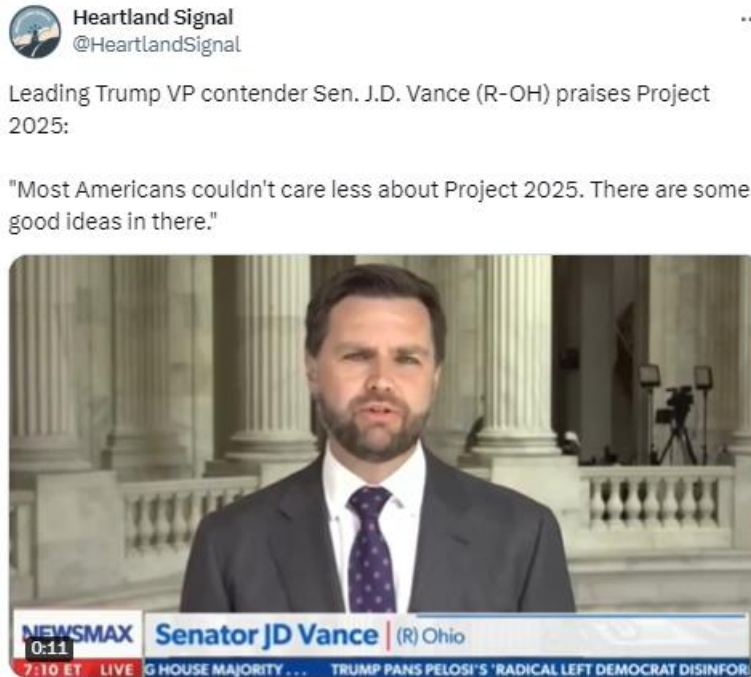 Heartland Signal
@HeartlandSignal
Leading Trump VP contender Sen. J.D. Vance (R-OH) praises Project
2025:
"Most Americans couldn't care less about Project 2025. There are some
good ideas in there."
NEWSMAX
Senator JD Vance | (R) Ohio
0:11
7:10 ET LIVE G HOUSE MAJORITY... TRUMP PANS PELOSI'S 'RADICAL LEFT DEMOCRAT DISINFOR